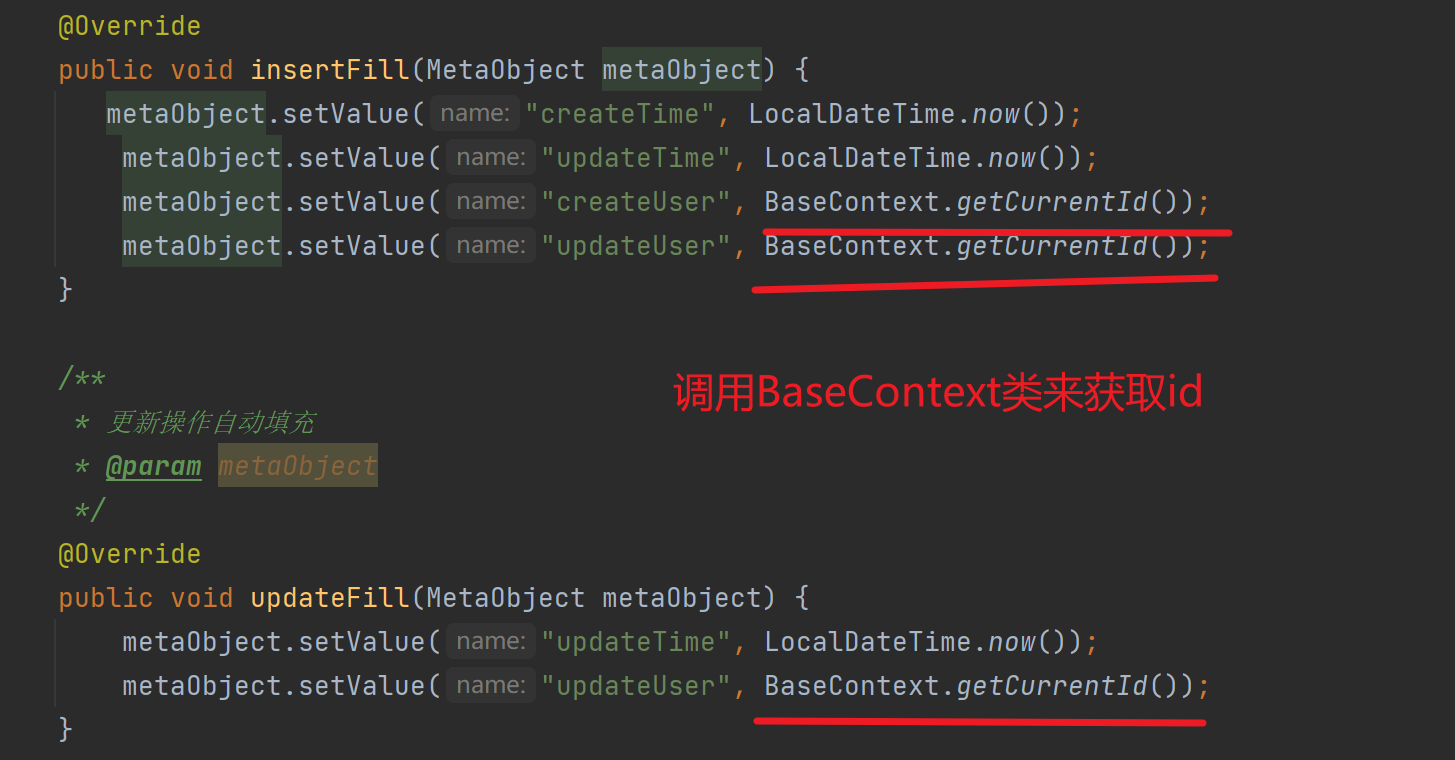 @Override
public void insertFill(MetaObject metaObject) {
metaObject.setValue( name: "createTime", LocalDateTime.now());
metaObject.setValue( name: "updateTime", LocalDateTime.now());
metaObject.setValue( name: "createUser", BaseContext.getCurrentId());
metaObject.setValue( name: "updateUser", BaseContext.getCurrentId());
}
/**
调用BaseContext类来获取id
* 更新操作自动填充
* @param metaObject
*/
@Override
public void updateFill(MetaObject metaObject) {
metaObject.setValue( name: "updateTime", LocalDateTime.now());
metaObject.setValue( name: "updateUser", BaseContext.getCurrentId());
}